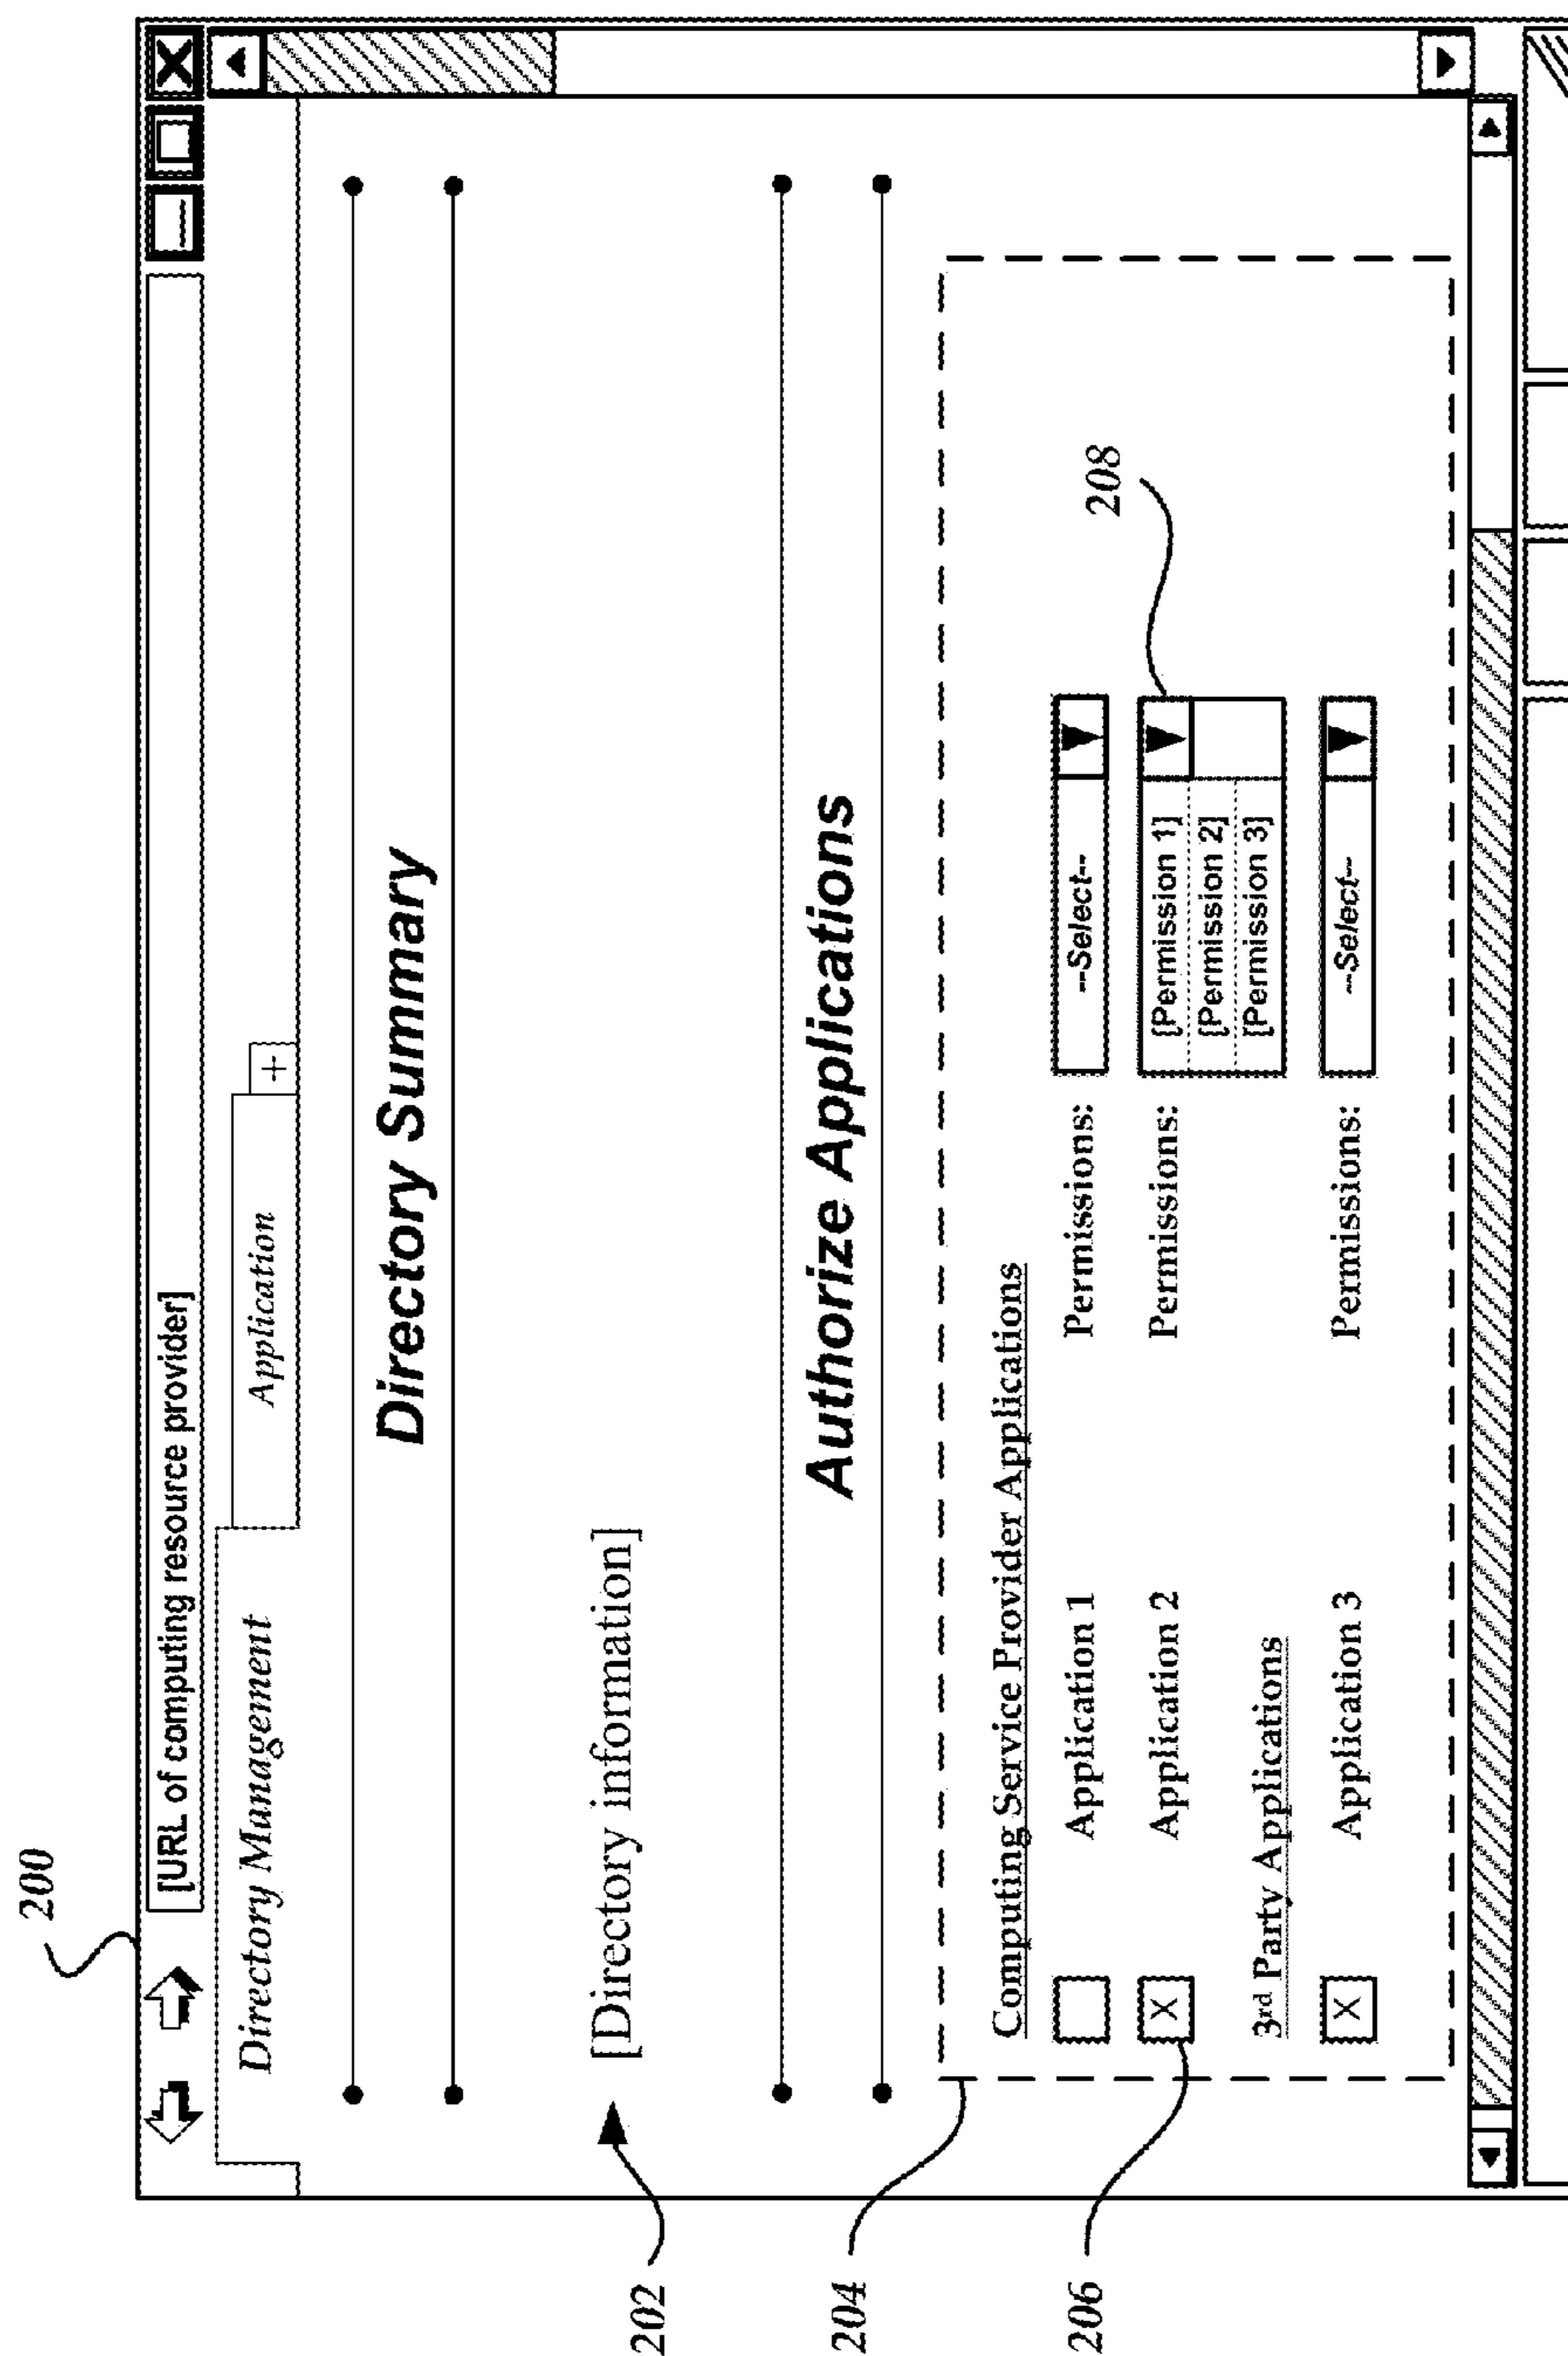 200
[URL of computing resource provider]
Directory Management
Application
+
Directory Summary
202
[Directory information]
Authorize Applications
204
Computing Service Provider Applications
Application 1 Permissions: --Select--
208
206
X Application 2 Permissions: [Permission 1]
[Permission 2]
[Permission 3]
3rd Party Applications
X Application 3 Permissions: --Select--